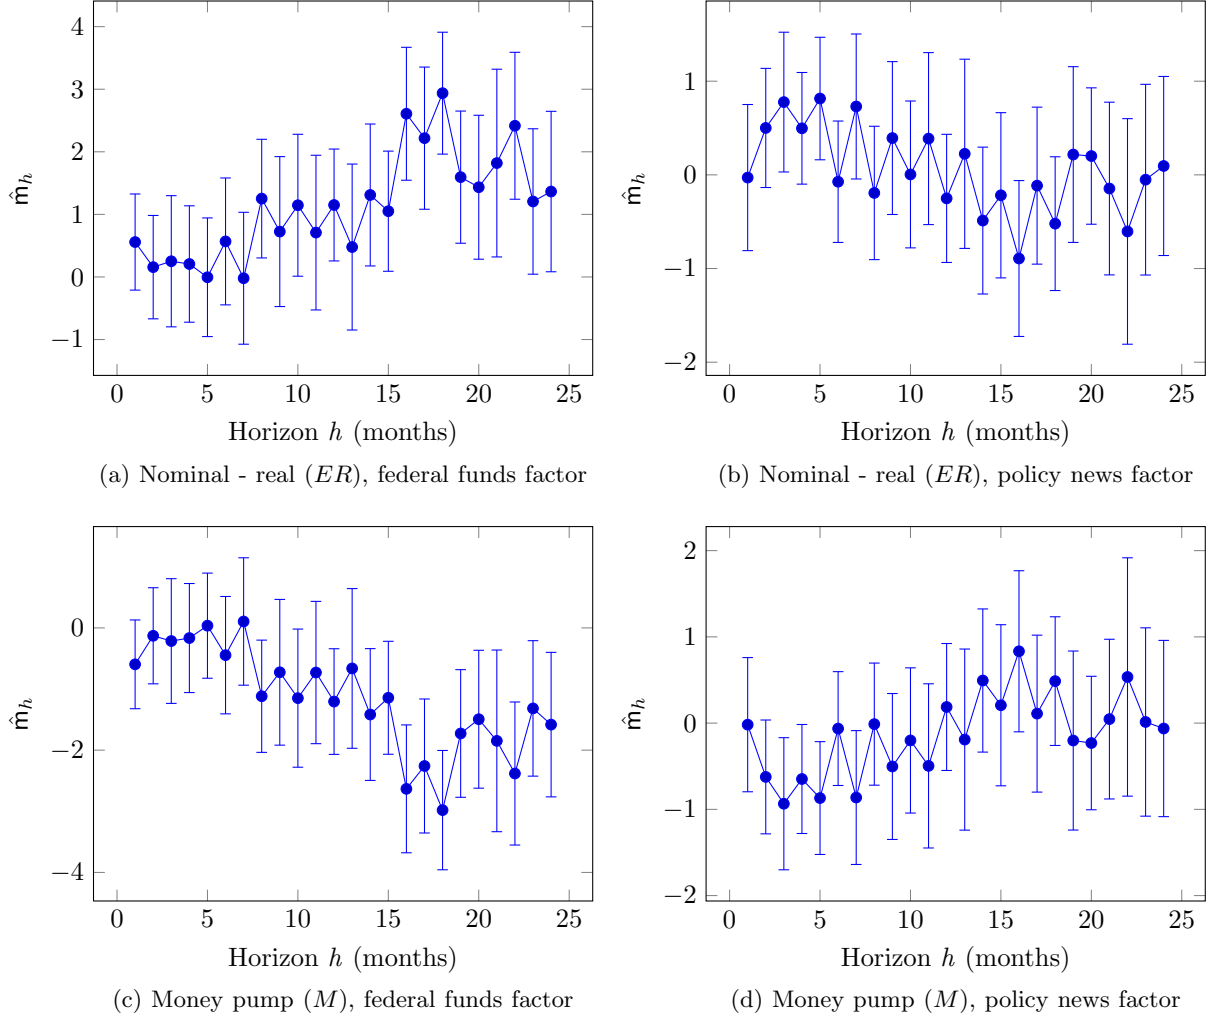 4
3
2
1
0
−1
m̂h
0 5 10 15 20 25
Horizon h (months)
(a) Nominal - real (ER), federal funds factor
1
0
−1
−2
m̂h
0 5 10 15 20 25
Horizon h (months)
(b) Nominal - real (ER), policy news factor
0
−2
−4
m̂h
0 5 10 15 20 25
Horizon h (months)
(c) Money pump (M), federal funds factor
2
1
0
−1
−2
m̂h
0 5 10 15 20 25
Horizon h (months)
(d) Money pump (M), policy news factor